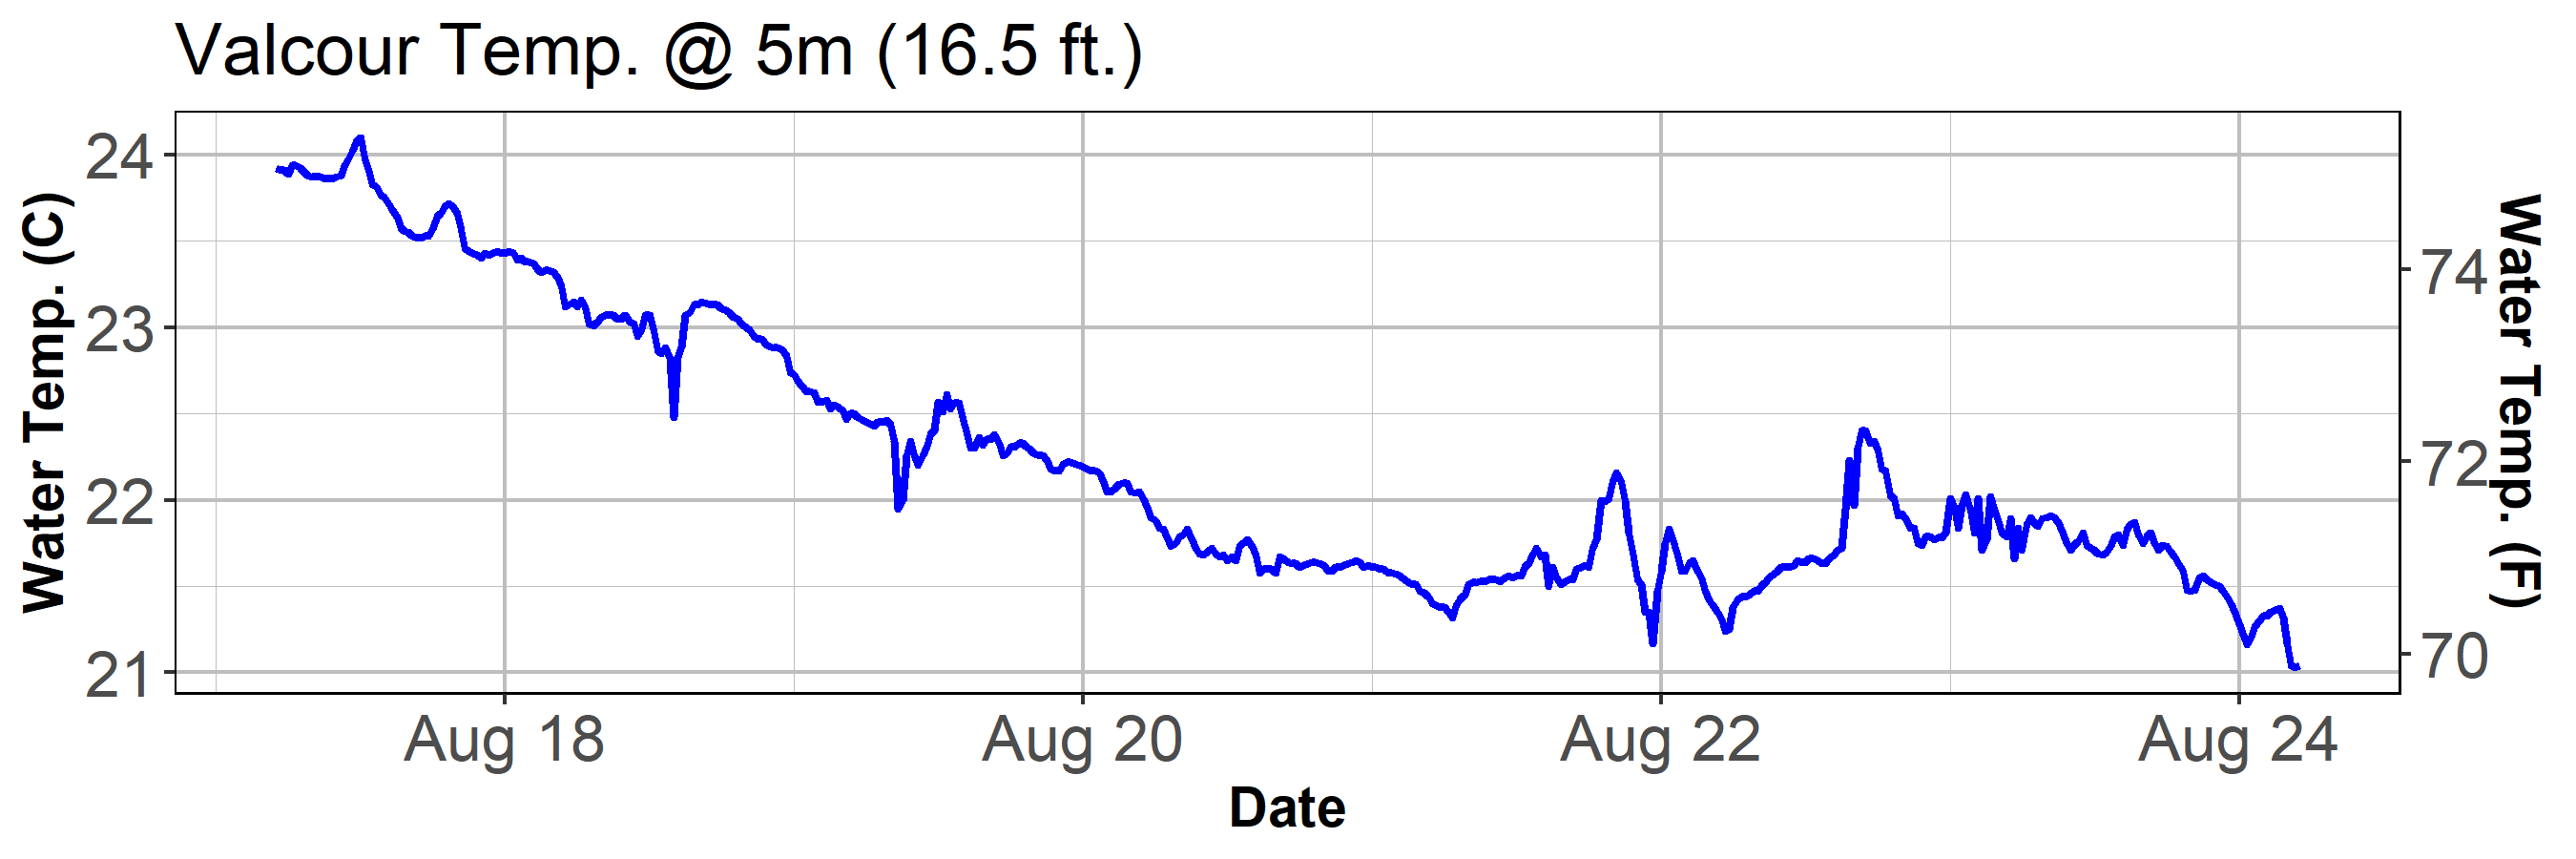 Valcour Temp. @ 5m (16.5 ft.)
Water Temp. (C)
24
23
22
21
74
72
70
Water Temp. (F)
Aug 18
Aug 20
Aug 22
Aug 24
Date